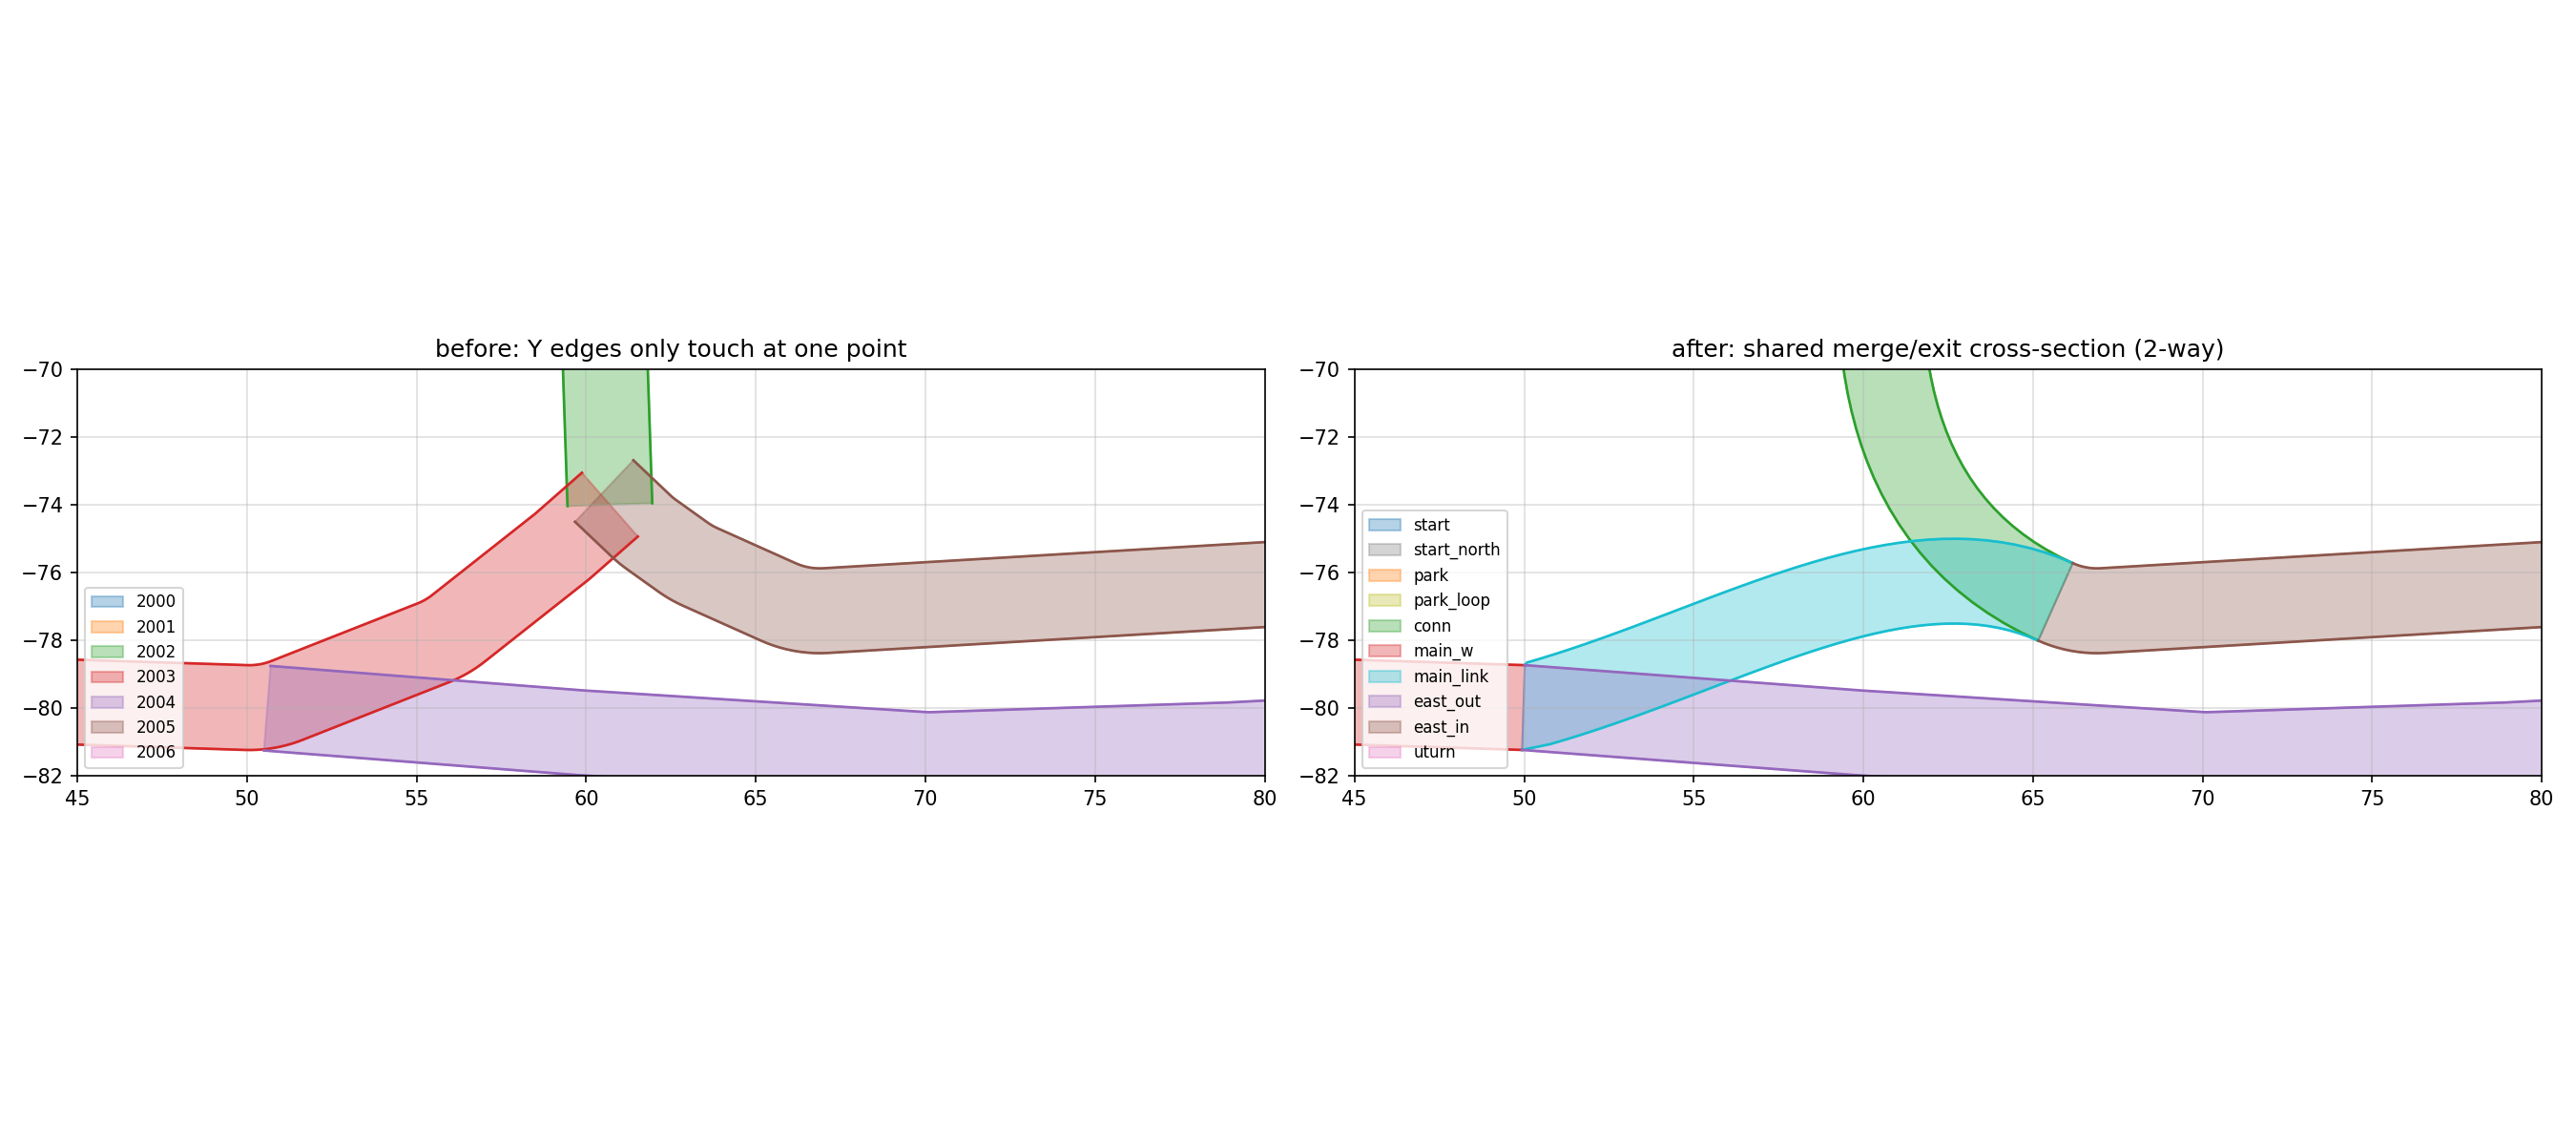 before: Y edges only touch at one point
−70
−72
−74
−76
−78
−80
−82
2000
2001
2002
2003
2004
2005
2006
45 50 55 60 65 70 75 80
after: shared merge/exit cross-section (2-way)
−70
−72
−74
−76
−78
−80
−82
start
start_north
park
park_loop
conn
main_w
main_link
east_out
east_in
uturn
45 50 55 60 65 70 75 80